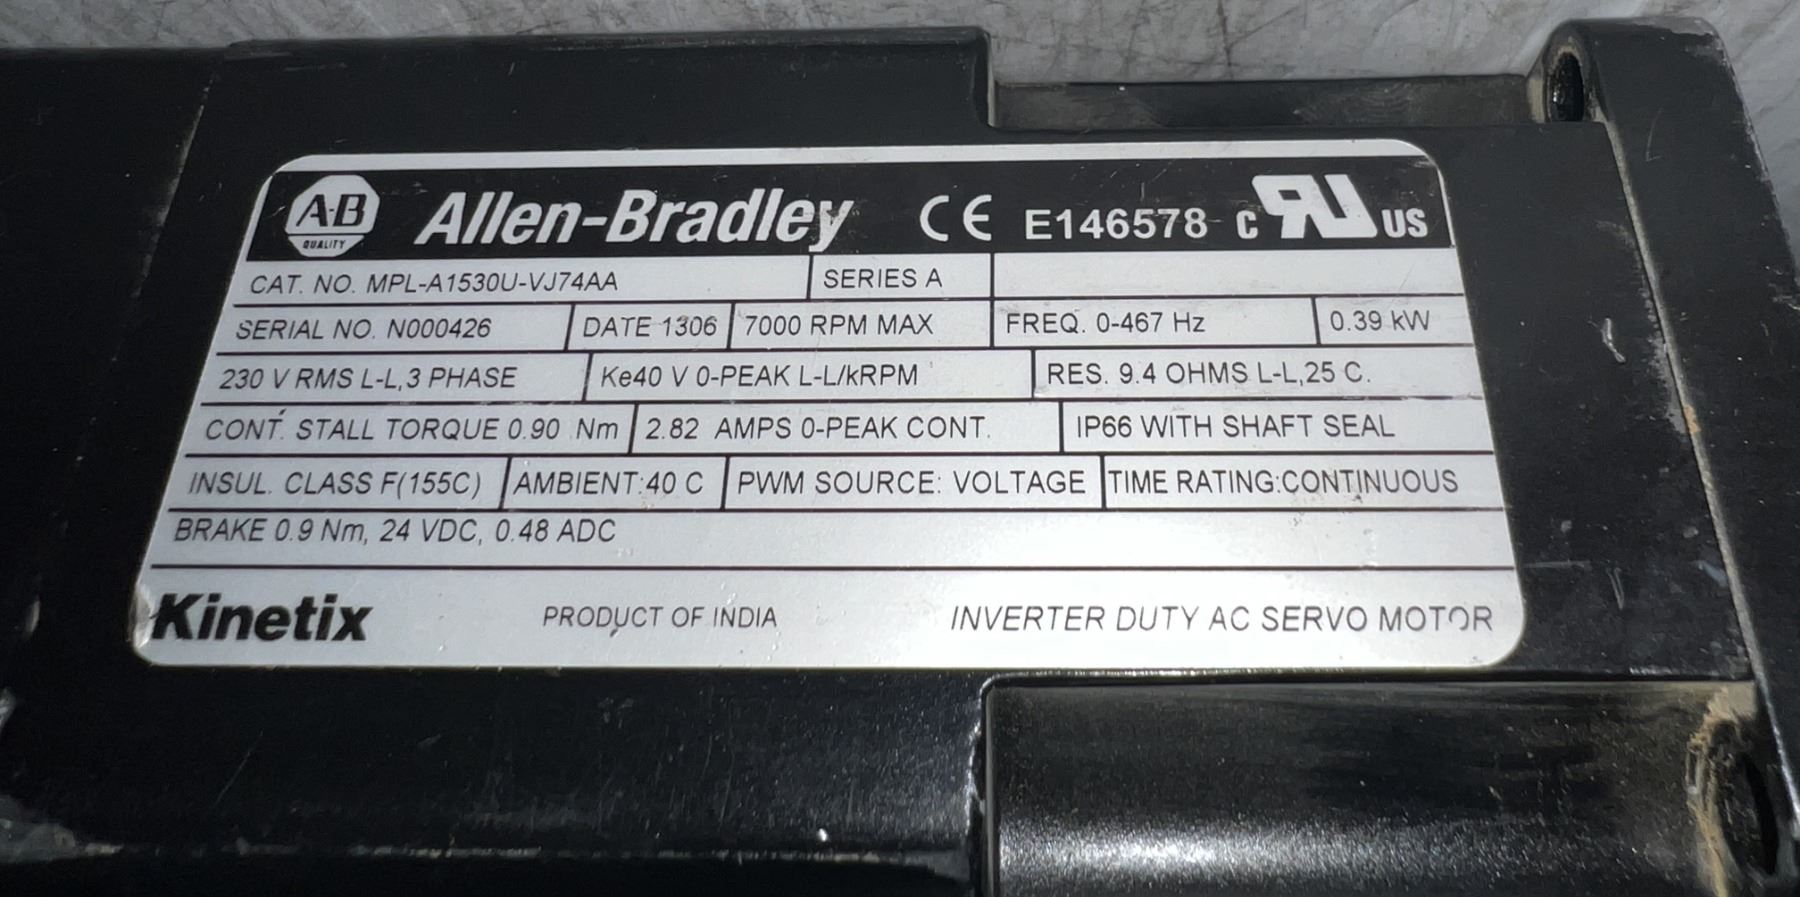 A-B QUALITY Allen-Bradley CE E146578 c RU US
CAT. NO. MPL-A1530U-VJ74AA SERIES A
SERIAL NO. N000426 DATE 1306 7000 RPM MAX FREQ. 0-467 Hz 0.39 kW
230 V RMS L-L,3 PHASE Ke40 V 0-PEAK L-L/kRPM RES. 9.4 OHMS L-L,25 C.
CONT. STALL TORQUE 0.90 Nm 2.82 AMPS 0-PEAK CONT. IP66 WITH SHAFT SEAL
INSUL. CLASS F(155C) AMBIENT:40 C PWM SOURCE: VOLTAGE TIME RATING:CONTINUOUS
BRAKE 0.9 Nm, 24 VDC, 0.48 ADC
Kinetix PRODUCT OF INDIA INVERTER DUTY AC SERVO MOTOR